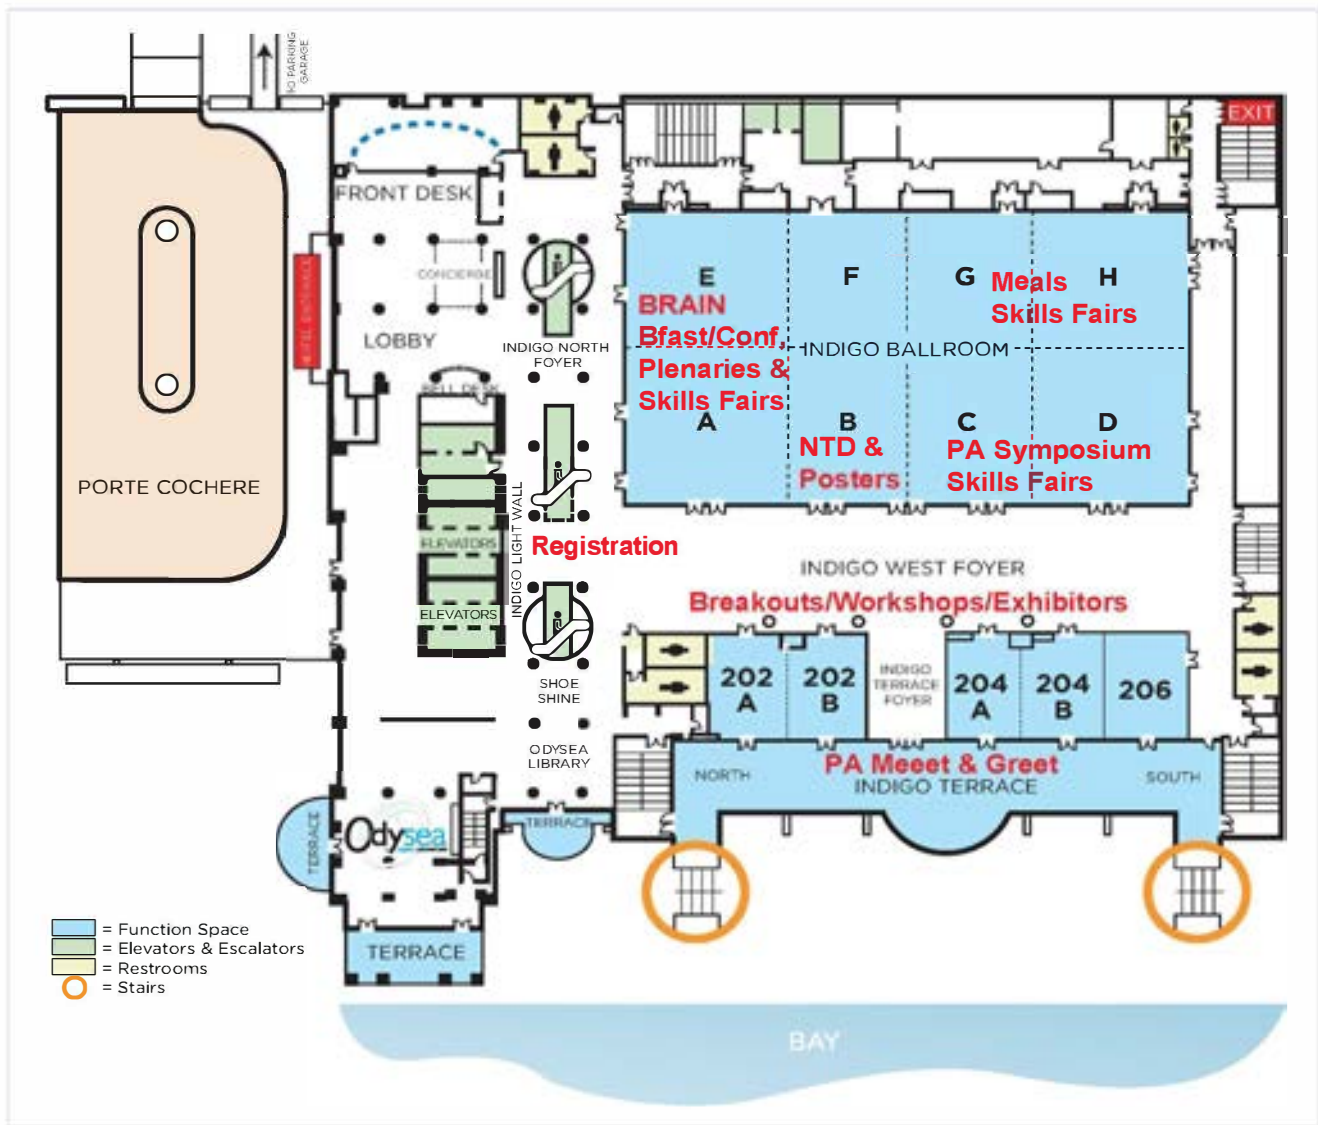 TO PARKING
GARAGE
EXIT
FRONT DESK
CONCIERGE
HOTEL ENTRANCE
LOBBY
INDIGO NORTH
FOYER
BELL DESK
PORTE COCHERE
ELEVATORS
ELEVATORS
INDIGO LIGHT WALL
Registration
SHOE
SHINE
ODYSEA
LIBRARY
E
F
G
H
BRAIN
Bfast/Conf,
Plenaries &
Skills Fairs
Meals
Skills Fairs
INDIGO BALLROOM
A
B
C
D
NTD &
Posters
PA Symposium
Skills Fairs
INDIGO WEST FOYER
Breakouts/Workshops/Exhibitors
202
A
202
B
INDIGO
TERRACE
FOYER
204
A
204
B
206
NORTH
PA Meeet & Greet
INDIGO TERRACE
SOUTH
TERRACE
Odysea
TERRACE
TERRACE
= Function Space
= Elevators & Escalators
= Restrooms
= Stairs
BAY